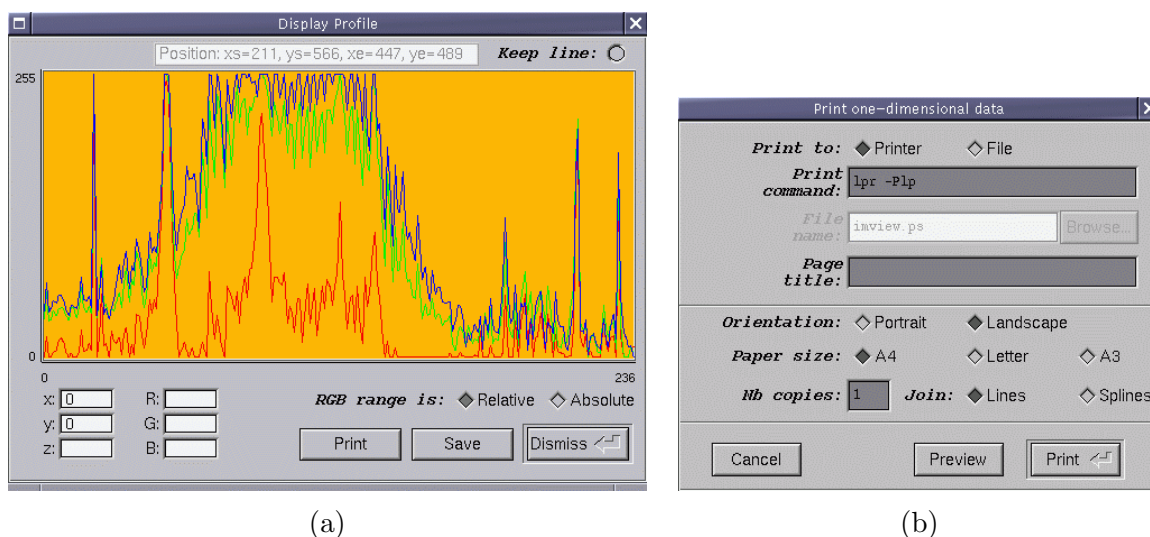 Display Profile
Position: xs=211, ys=566, xe=447, ye=489
Keep line:
255
0
0
236
x: 0 R:
RGB range is: Relative Absolute
y: 0 G:
z: B:
Print Save Dismiss
(a)
Print one-dimensional data
Print to: Printer File
Print
command: lpr -Plp
File
name: imview.ps Browse...
Page
title:
Orientation: Portrait Landscape
Paper size: A4 Letter A3
Nb copies: 1 Join: Lines Splines
Cancel Preview Print
(b)